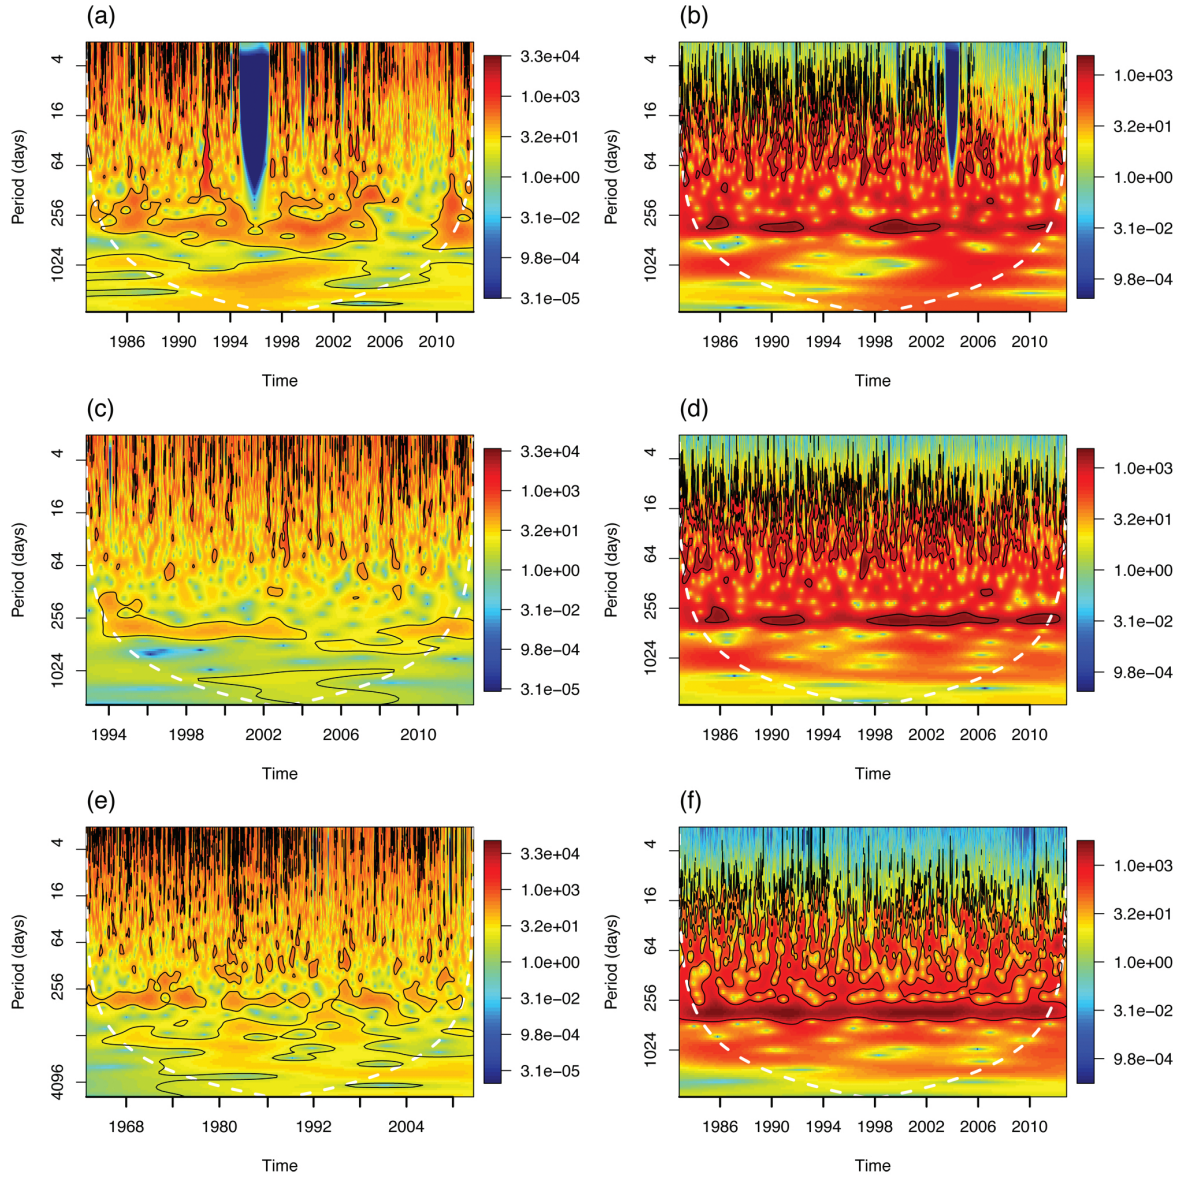 (a)
Period (days)
4
16
64
256
1024
3.3e+04
1.0e+03
3.2e+01
1.0e+00
3.1e−02
9.8e−04
3.1e−05
1986 1990 1994 1998 2002 2006 2010
Time
(b)
Period (days)
4
16
64
256
1024
1.0e+03
3.2e+01
1.0e+00
3.1e−02
9.8e−04
1986 1990 1994 1998 2002 2006 2010
Time
(c)
Period (days)
4
16
64
256
1024
3.3e+04
1.0e+03
3.2e+01
1.0e+00
3.1e−02
9.8e−04
3.1e−05
1994 1998 2002 2006 2010
Time
(d)
Period (days)
4
16
64
256
1024
1.0e+03
3.2e+01
1.0e+00
3.1e−02
9.8e−04
1986 1990 1994 1998 2002 2006 2010
Time
(e)
Period (days)
4
16
64
256
4096
3.3e+04
1.0e+03
3.2e+01
1.0e+00
3.1e−02
9.8e−04
3.1e−05
1968 1980 1992 2004
Time
(f)
Period (days)
4
16
64
256
1024
1.0e+03
3.2e+01
1.0e+00
3.1e−02
9.8e−04
1986 1990 1994 1998 2002 2006 2010
Time